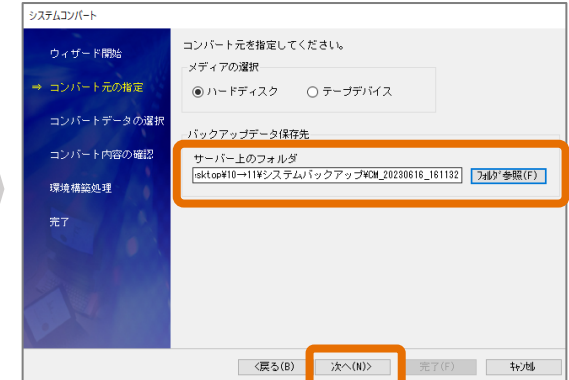 システムコンバート
ウィザード開始
⇒ コンバート元の指定
コンバートデータの選択
コンバート内容の確認
環境構築処理
完了
コンバート元を指定してください。
メディアの選択
ハードディスク
テープデバイス
バックアップデータ保存先
サーバー上のフォルダ
esktop¥10→11¥システムバックアップ¥CM_20230616_161132
フォルダ参照(F)
<戻る(B)
次へ(N)>
完了(F)
キャンセル